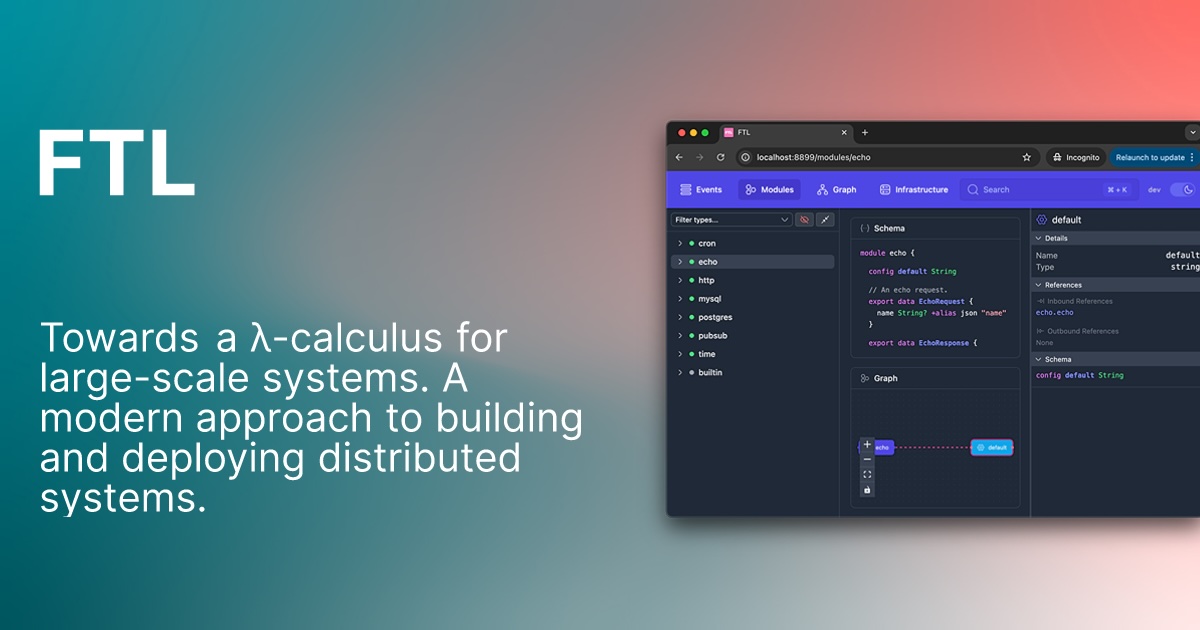 FTL
Towards a λ-calculus for
large-scale systems. A
modern approach to building
and deploying distributed
systems.
FTL
localhost:8899/modules/echo
Incognito
Relaunch to update
Events
Modules
Graph
Infrastructure
Search
⌘ + K
dev
Filter types...
cron
echo
http
mysql
postgres
pubsub
time
builtin
Schema
module echo {
config default String
// An echo request.
export data EchoRequest {
name String? +alias json "name"
}
export data EchoResponse {
Graph
echo
default
default
Details
Name default
Type string
References
Inbound References
echo.echo
Outbound References
None
Schema
config default String